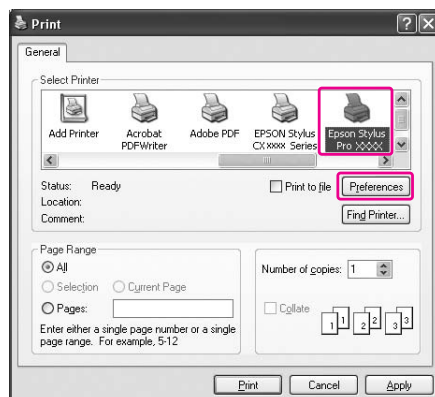 Print
General
Select Printer
Add Printer
Acrobat PDFWriter
Adobe PDF
EPSON Stylus CX xxxx Series
Epson Stylus Pro XXXX
Status: Ready
Location:
Comment:
Print to file
Preferences
Find Printer...
Page Range
All
Selection
Current Page
Pages:
Enter either a single page number or a single
page range. For example, 5-12
Number of copies: 1
Collate
1 1 2 2 3 3
Print Cancel Apply